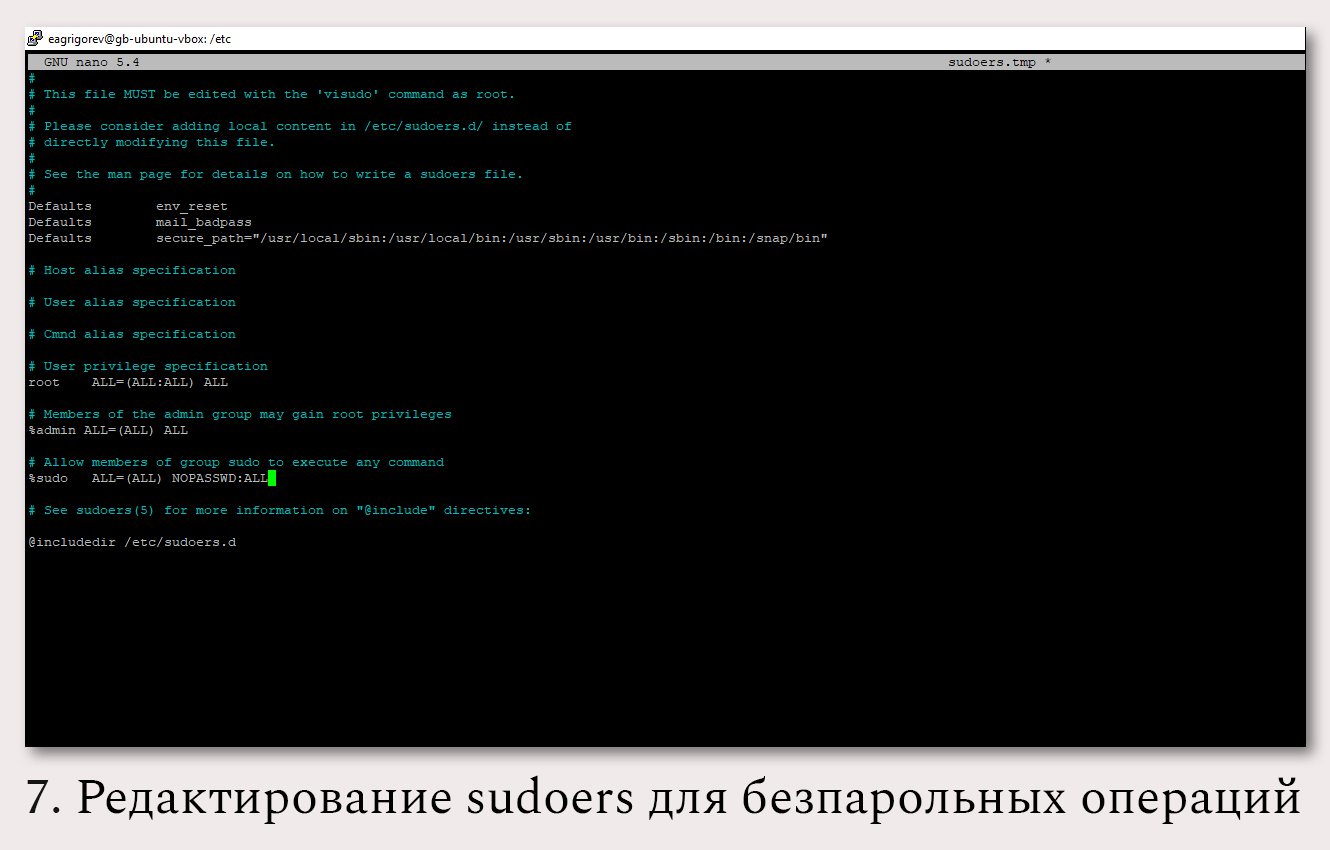 eagrigorev@gb-ubuntu-vbox: /etc
GNU nano 5.4 sudoers.tmp *
#
# This file MUST be edited with the 'visudo' command as root.
#
# Please consider adding local content in /etc/sudoers.d/ instead of
# directly modifying this file.
#
# See the man page for details on how to write a sudoers file.
#
Defaults env_reset
Defaults mail_badpass
Defaults secure_path="/usr/local/sbin:/usr/local/bin:/usr/sbin:/usr/bin:/sbin:/bin:/snap/bin"
# Host alias specification
# User alias specification
# Cmnd alias specification
# User privilege specification
root ALL=(ALL:ALL) ALL
# Members of the admin group may gain root privileges
%admin ALL=(ALL) ALL
# Allow members of group sudo to execute any command
%sudo ALL=(ALL) NOPASSWD:ALL
# See sudoers(5) for more information on "@include" directives:
@includedir /etc/sudoers.d
7. Редактирование sudoers для безпарольных операций